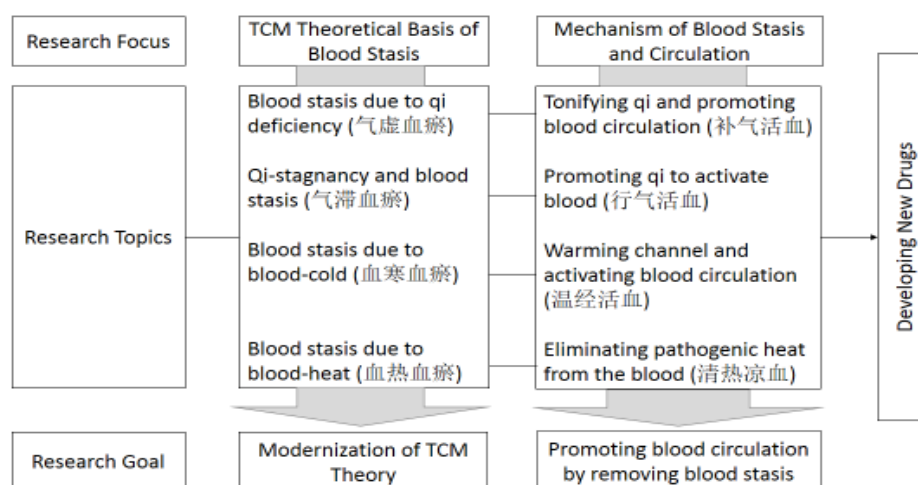 Research Focus
TCM Theoretical Basis of
Blood Stasis
Mechanism of Blood Stasis
and Circulation
Research Topics
Blood stasis due to qi
deficiency (气虚血瘀)
Qi-stagnancy and blood
stasis (气滞血瘀)
Blood stasis due to
blood-cold (血寒血瘀)
Blood stasis due to
blood-heat (血热血瘀)
Tonifying qi and promoting
blood circulation (补气活血)
Promoting qi to activate
blood (行气活血)
Warming channel and
activating blood circulation
(温经活血)
Eliminating pathogenic heat
from the blood (清热凉血)
Developing New Drugs
Research Goal
Modernization of TCM
Theory
Promoting blood circulation
by removing blood stasis